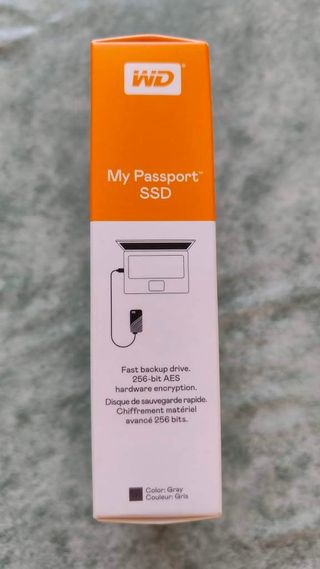 WD
My Passport™
SSD
Fast backup drive.
256-bit AES
hardware encryption.
Disque de sauvegarde rapide.
Chiffrement matériel
avancé 256 bits.
Color: Gray
Couleur: Gris